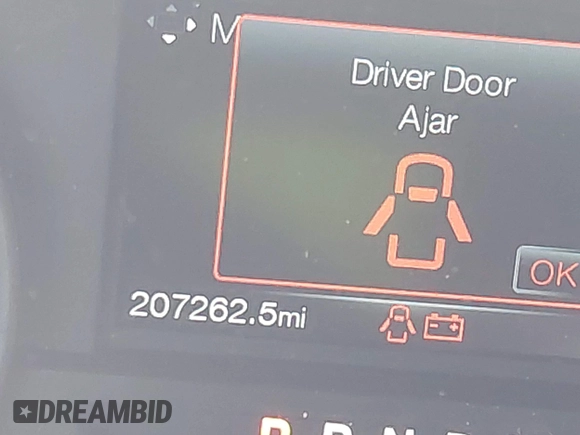 M
Driver Door
Ajar
OK
207262.5mi
P R N D
DREAMBID